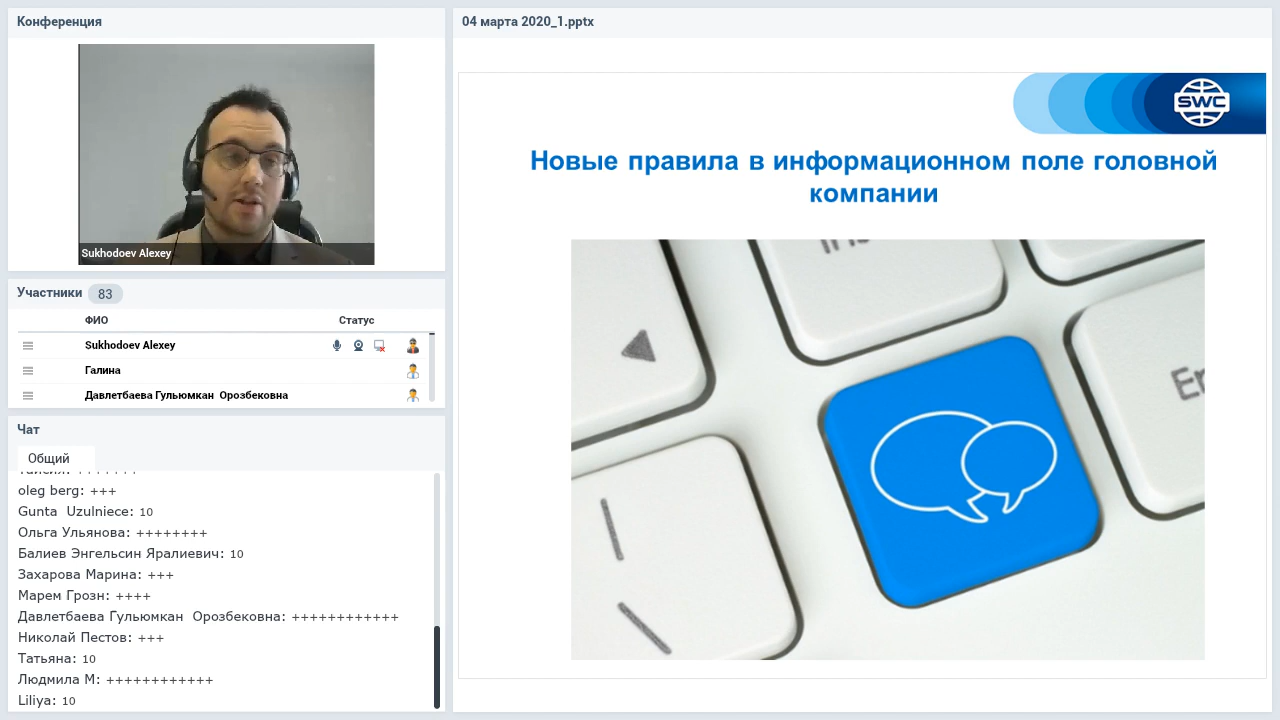 Конференция
Sukhodoev Alexey
Участники 83
ФИО Статус
Sukhodoev Alexey
Галина
Давлетбаева Гульюмкан Орозбековна
Чат
Общий
oleg berg: +++
Gunta Uzulniece: 10
Ольга Ульянова: ++++++++
Балиев Энгельсин Яралиевич: 10
Захарова Марина: +++
Марем Грозн: ++++
Давлетбаева Гульюмкан Орозбековна: ++++++++++++
Николай Пестов: +++
Татьяна: 10
Людмила М: ++++++++++++
Liliya: 10
04 марта 2020_1.pptx
SWC
Новые правила в информационном поле головной
компании